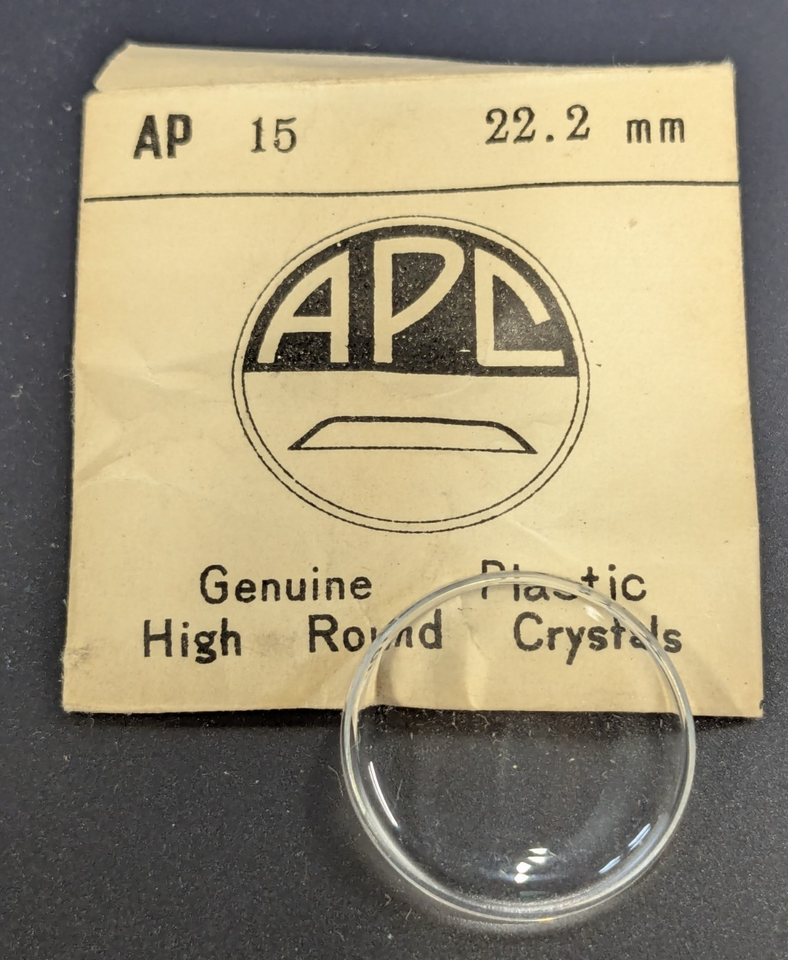 AP 15 22.2 mm
APC
Genuine Plastic
High Round Crystals